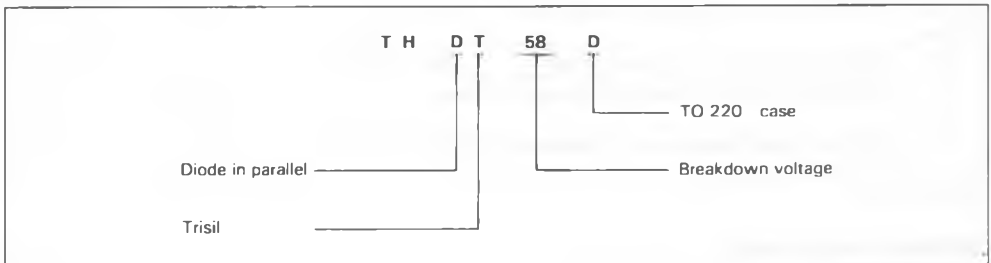 T H D T 58 D
TO 220 case
Diode in parallel
Breakdown voltage
Trisil